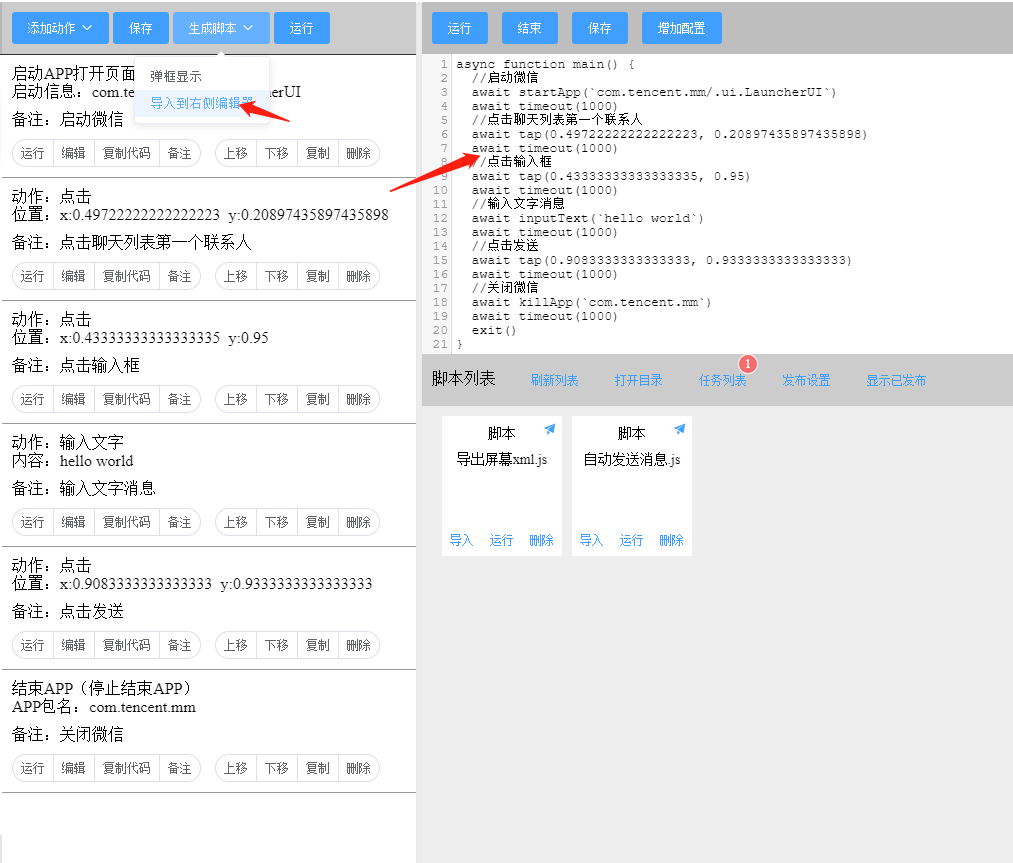 添加动作 保存 生成脚本 运行
弹框显示
导入到右侧编辑器
启动APP打开页面
启动信息：com.te
herUI
备注：启动微信
运行 编辑 复制代码 备注 上移 下移 复制 删除
动作：点击
位置：x:0.49722222222222223 y:0.20897435897435898
备注：点击聊天列表第一个联系人
运行 编辑 复制代码 备注 上移 下移 复制 删除
动作：点击
位置：x:0.43333333333333335 y:0.95
备注：点击输入框
运行 编辑 复制代码 备注 上移 下移 复制 删除
动作：输入文字
内容：hello world
备注：输入文字消息
运行 编辑 复制代码 备注 上移 下移 复制 删除
动作：点击
位置：x:0.9083333333333333 y:0.9333333333333333
备注：点击发送
运行 编辑 复制代码 备注 上移 下移 复制 删除
结束APP（停止结束APP）
APP包名：com.tencent.mm
备注：关闭微信
运行 编辑 复制代码 备注 上移 下移 复制 删除
运行 结束 保存 增加配置
1 async function main() {
2 //启动微信
3 await startApp(`com.tencent.mm/.ui.LauncherUI`)
4 await timeout(1000)
5 //点击聊天列表第一个联系人
6 await tap(0.49722222222222223, 0.20897435897435898)
7 await timeout(1000)
8 //点击输入框
9 await tap(0.43333333333333335, 0.95)
10 await timeout(1000)
11 //输入文字消息
12 await inputText(`hello world`)
13 await timeout(1000)
14 //点击发送
15 await tap(0.9083333333333333, 0.9333333333333333)
16 await timeout(1000)
17 //关闭微信
18 await killApp(`com.tencent.mm`)
19 await timeout(1000)
20 exit()
21 }
脚本列表 刷新列表 打开目录 任务列表 1 发布设置 显示已发布
脚本
导出屏幕xml.js
导入 运行 删除
脚本
自动发送消息.js
导入 运行 删除